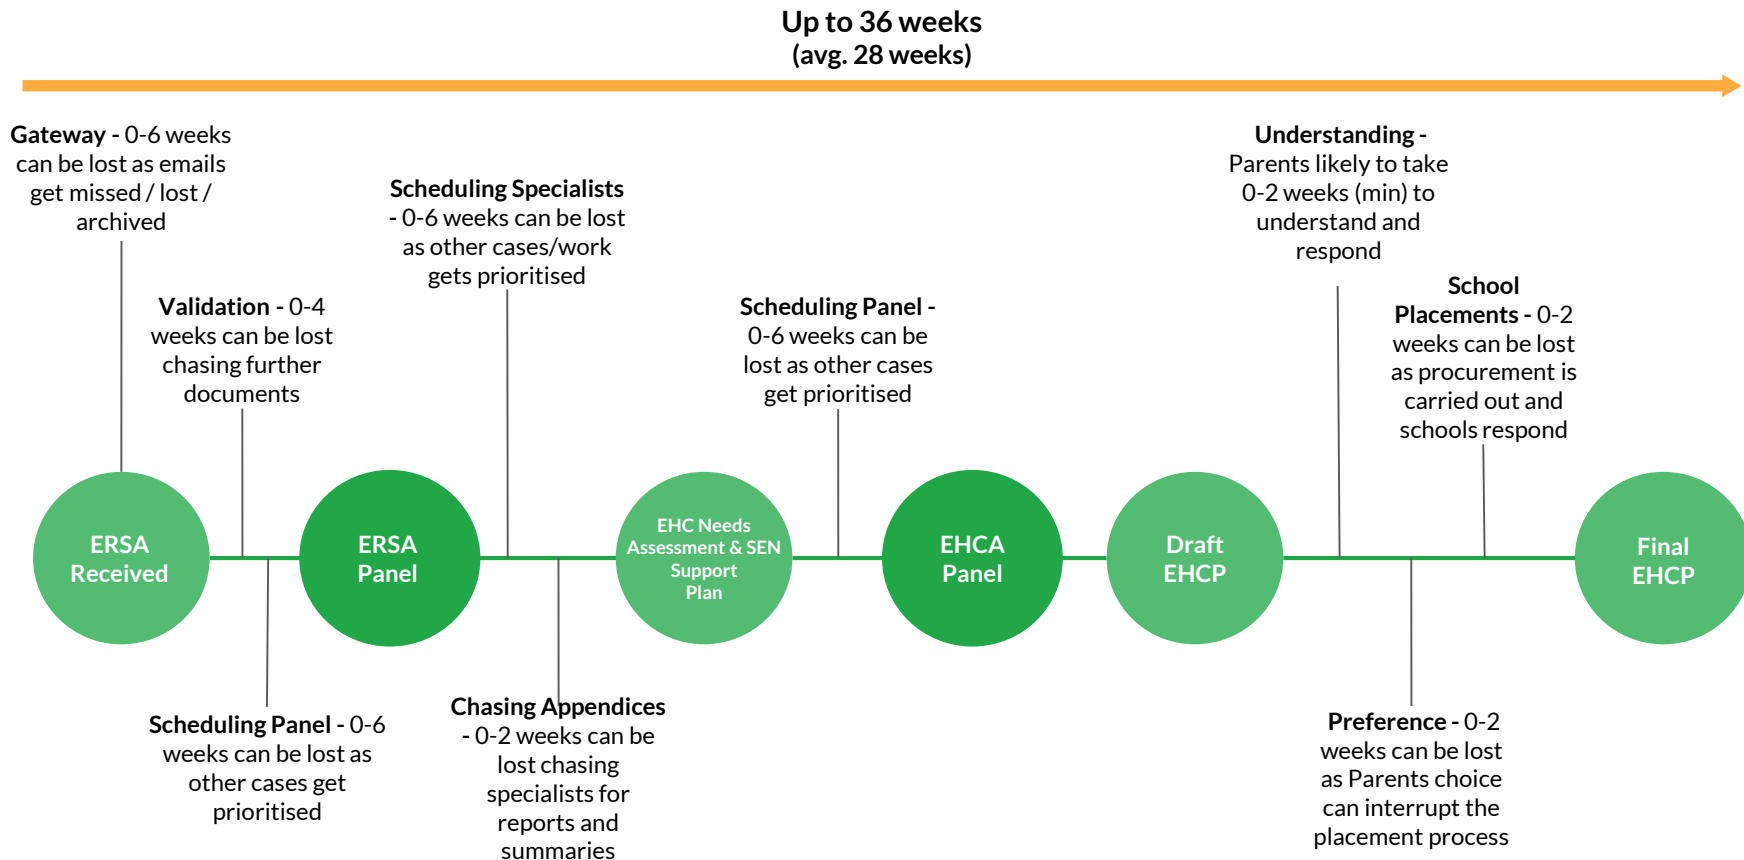 Up to 36 weeks
(avg. 28 weeks)
Gateway - 0-6 weeks
can be lost as emails
get missed / lost /
archived
Validation - 0-4
weeks can be lost
chasing further
documents
Scheduling Specialists
- 0-6 weeks can be lost
as other cases/work
gets prioritised
Scheduling Panel -
0-6 weeks can be
lost as other cases
get prioritised
Understanding -
Parents likely to take
0-2 weeks (min) to
understand and
respond
School
Placements - 0-2
weeks can be lost
as procurement is
carried out and
schools respond
ERSA
Received
ERSA
Panel
EHC Needs
Assessment & SEN
Support
Plan
EHCA
Panel
Draft
EHCP
Final
EHCP
Scheduling Panel - 0-6
weeks can be lost as
other cases get
prioritised
Chasing Appendices
- 0-2 weeks can be
lost chasing
specialists for
reports and
summaries
Preference - 0-2
weeks can be lost
as Parents choice
can interrupt the
placement process